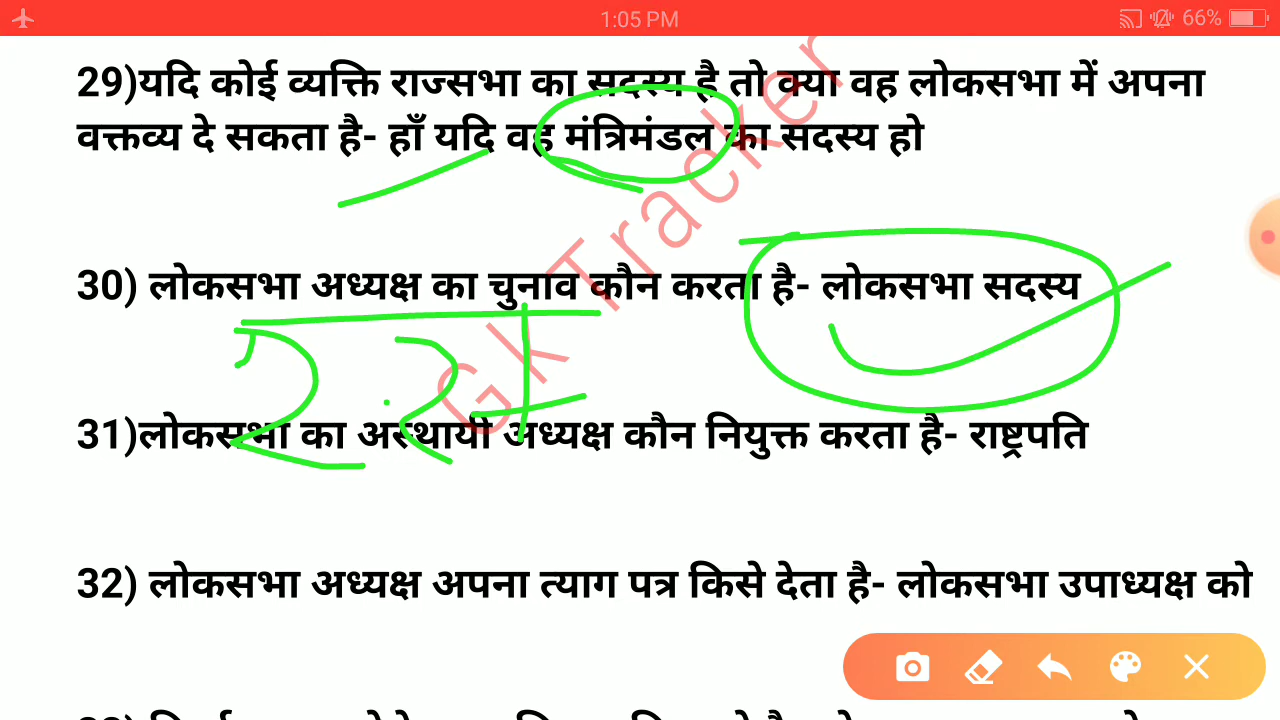 1:05 PM
66%
29)यदि कोई व्यक्ति राज्सभा का सदस्य है तो क्या वह लोकसभा में अपना
वक्तव्य दे सकता है- हाँ यदि वह मंत्रिमंडल का सदस्य हो
GK Tracker
30) लोकसभा अध्यक्ष का चुनाव कौन करता है- लोकसभा सदस्य
31)लोकसभा का अस्थायी अध्यक्ष कौन नियुक्त करता है- राष्ट्रपति
32) लोकसभा अध्यक्ष अपना त्याग पत्र किसे देता है- लोकसभा उपाध्यक्ष को